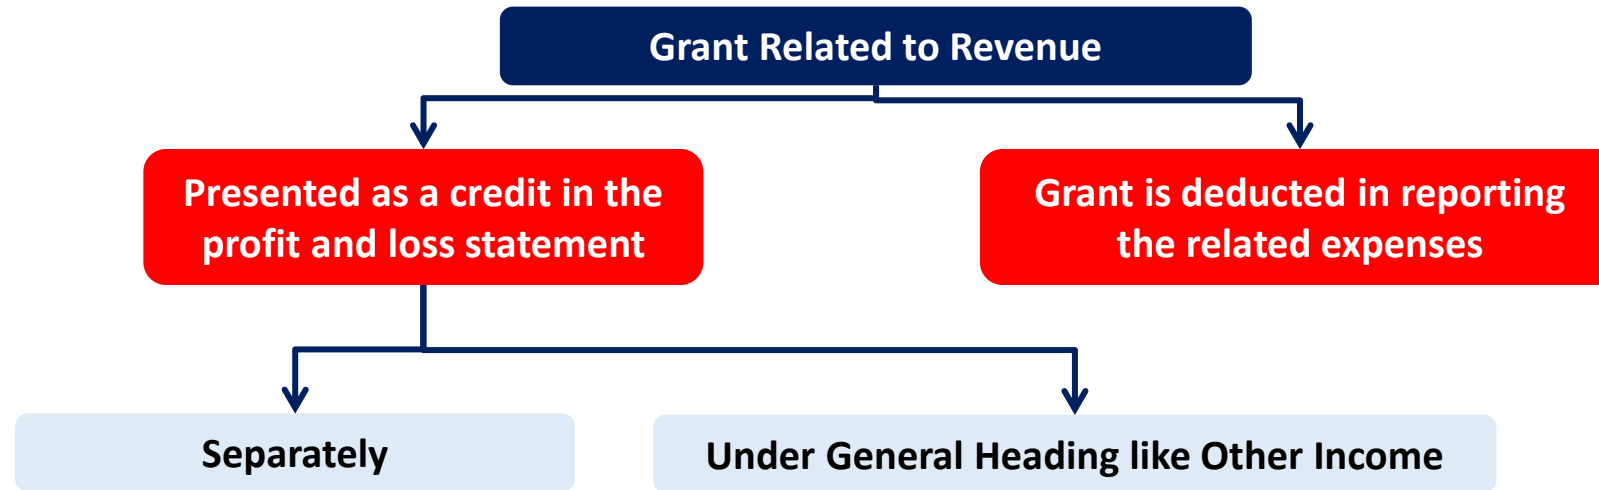 Grant Related to Revenue
Presented as a credit in the
profit and loss statement
Grant is deducted in reporting
the related expenses
Separately
Under General Heading like Other Income